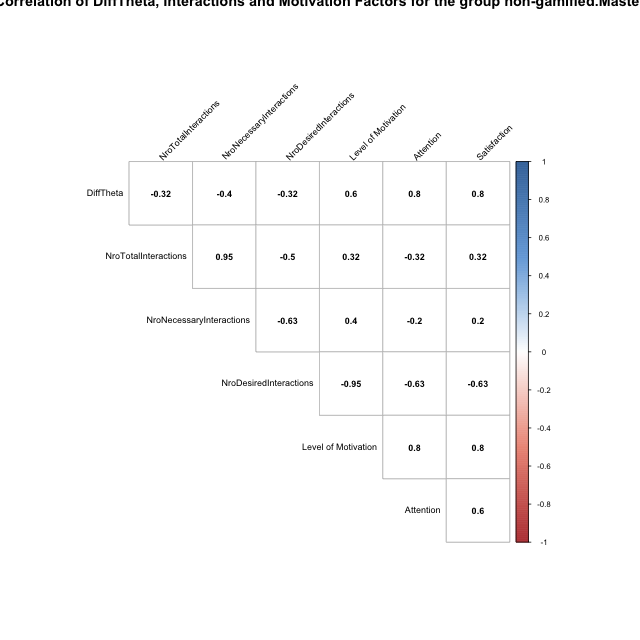 Correlation of DiffTheta, Interactions and Motivation Factors for the group non-gamified.Maste
NroTotalInteractions
NroNecessaryInteractions
NroDesiredInteractions
Level of Motivation
Attention
Satisfaction
DiffTheta -0.32 -0.4 -0.32 0.6 0.8 0.8
NroTotalInteractions 0.95 -0.5 0.32 -0.32 0.32
NroNecessaryInteractions -0.63 0.4 -0.2 0.2
NroDesiredInteractions -0.95 -0.63 -0.63
Level of Motivation 0.8 0.8
Attention 0.6
1
0.8
0.6
0.4
0.2
0
-0.2
-0.4
-0.6
-0.8
-1